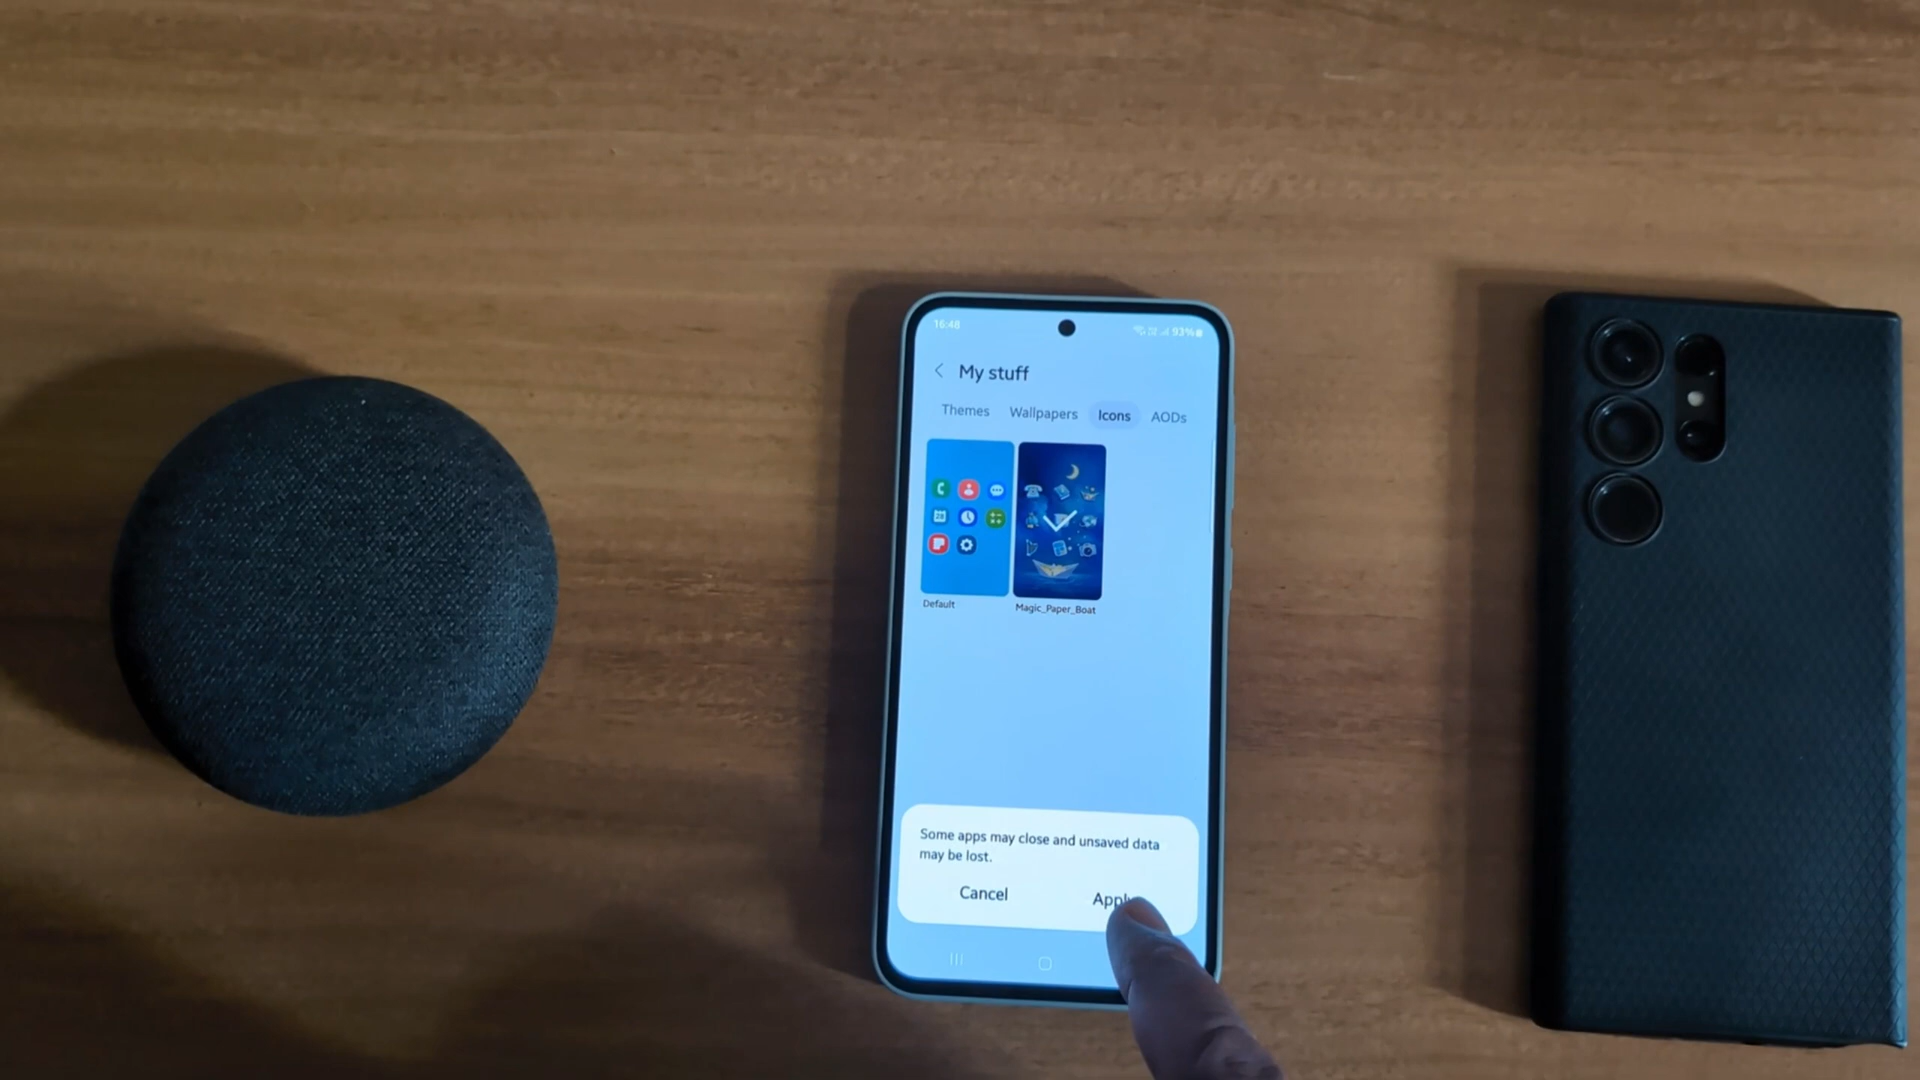 16:48
93%
My stuff
Themes Wallpapers Icons AODs
Default
Magic_Paper_Boat
Some apps may close and unsaved data
may be lost.
Cancel
Apply